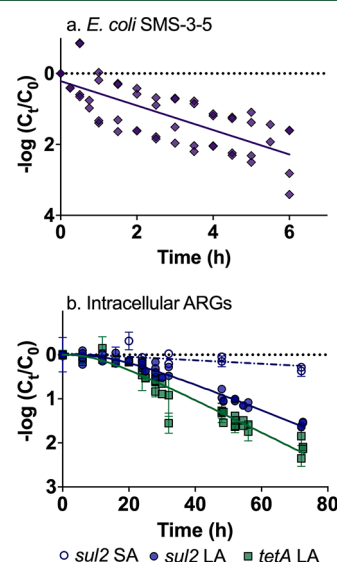 a. E. coli SMS-3-5
-log (Ct/C0)
0
2
4
0 2 4 6
Time (h)
b. Intracellular ARGs
-log (Ct/C0)
0
1
2
3
0 20 40 60 80
Time (h)
sul2 SA sul2 LA tetA LA